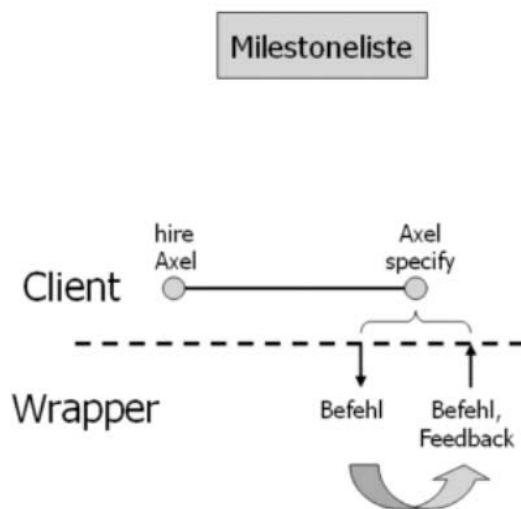 Milestoneliste
hire
Axel
Axel
specify
Client
Wrapper
Befehl
Befehl,
Feedback